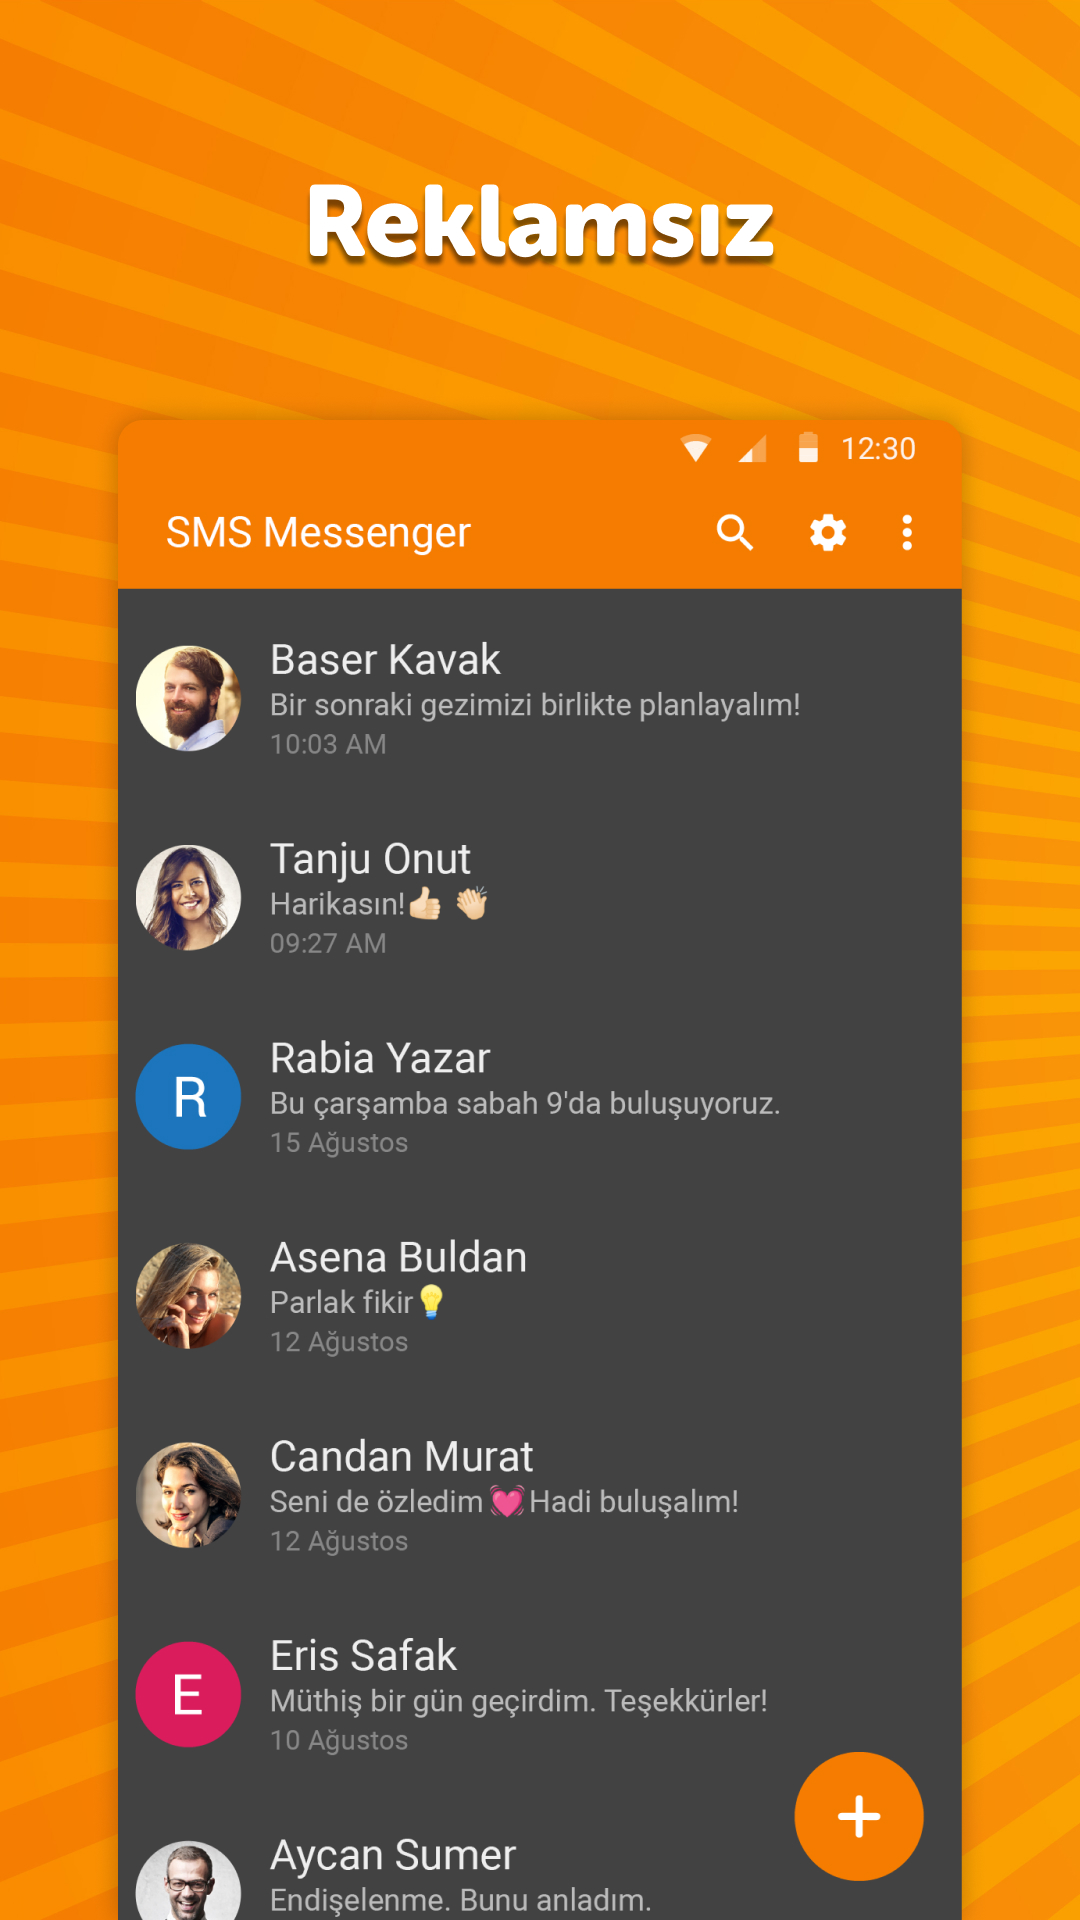 Reklamsız
12:30
SMS Messenger
Baser Kavak
Bir sonraki gezimizi birlikte planlayalım!
10:03 AM
Tanju Onut
Harikasın!👍🏻 👏🏻
09:27 AM
R
Rabia Yazar
Bu çarşamba sabah 9'da buluşuyoruz.
15 Ağustos
Asena Buldan
Parlak fikir💡
12 Ağustos
Candan Murat
Seni de özledim💓Hadi buluşalım!
12 Ağustos
E
Eris Safak
Müthiş bir gün geçirdim. Teşekkürler!
10 Ağustos
Aycan Sumer
Endişelenme. Bunu anladım.